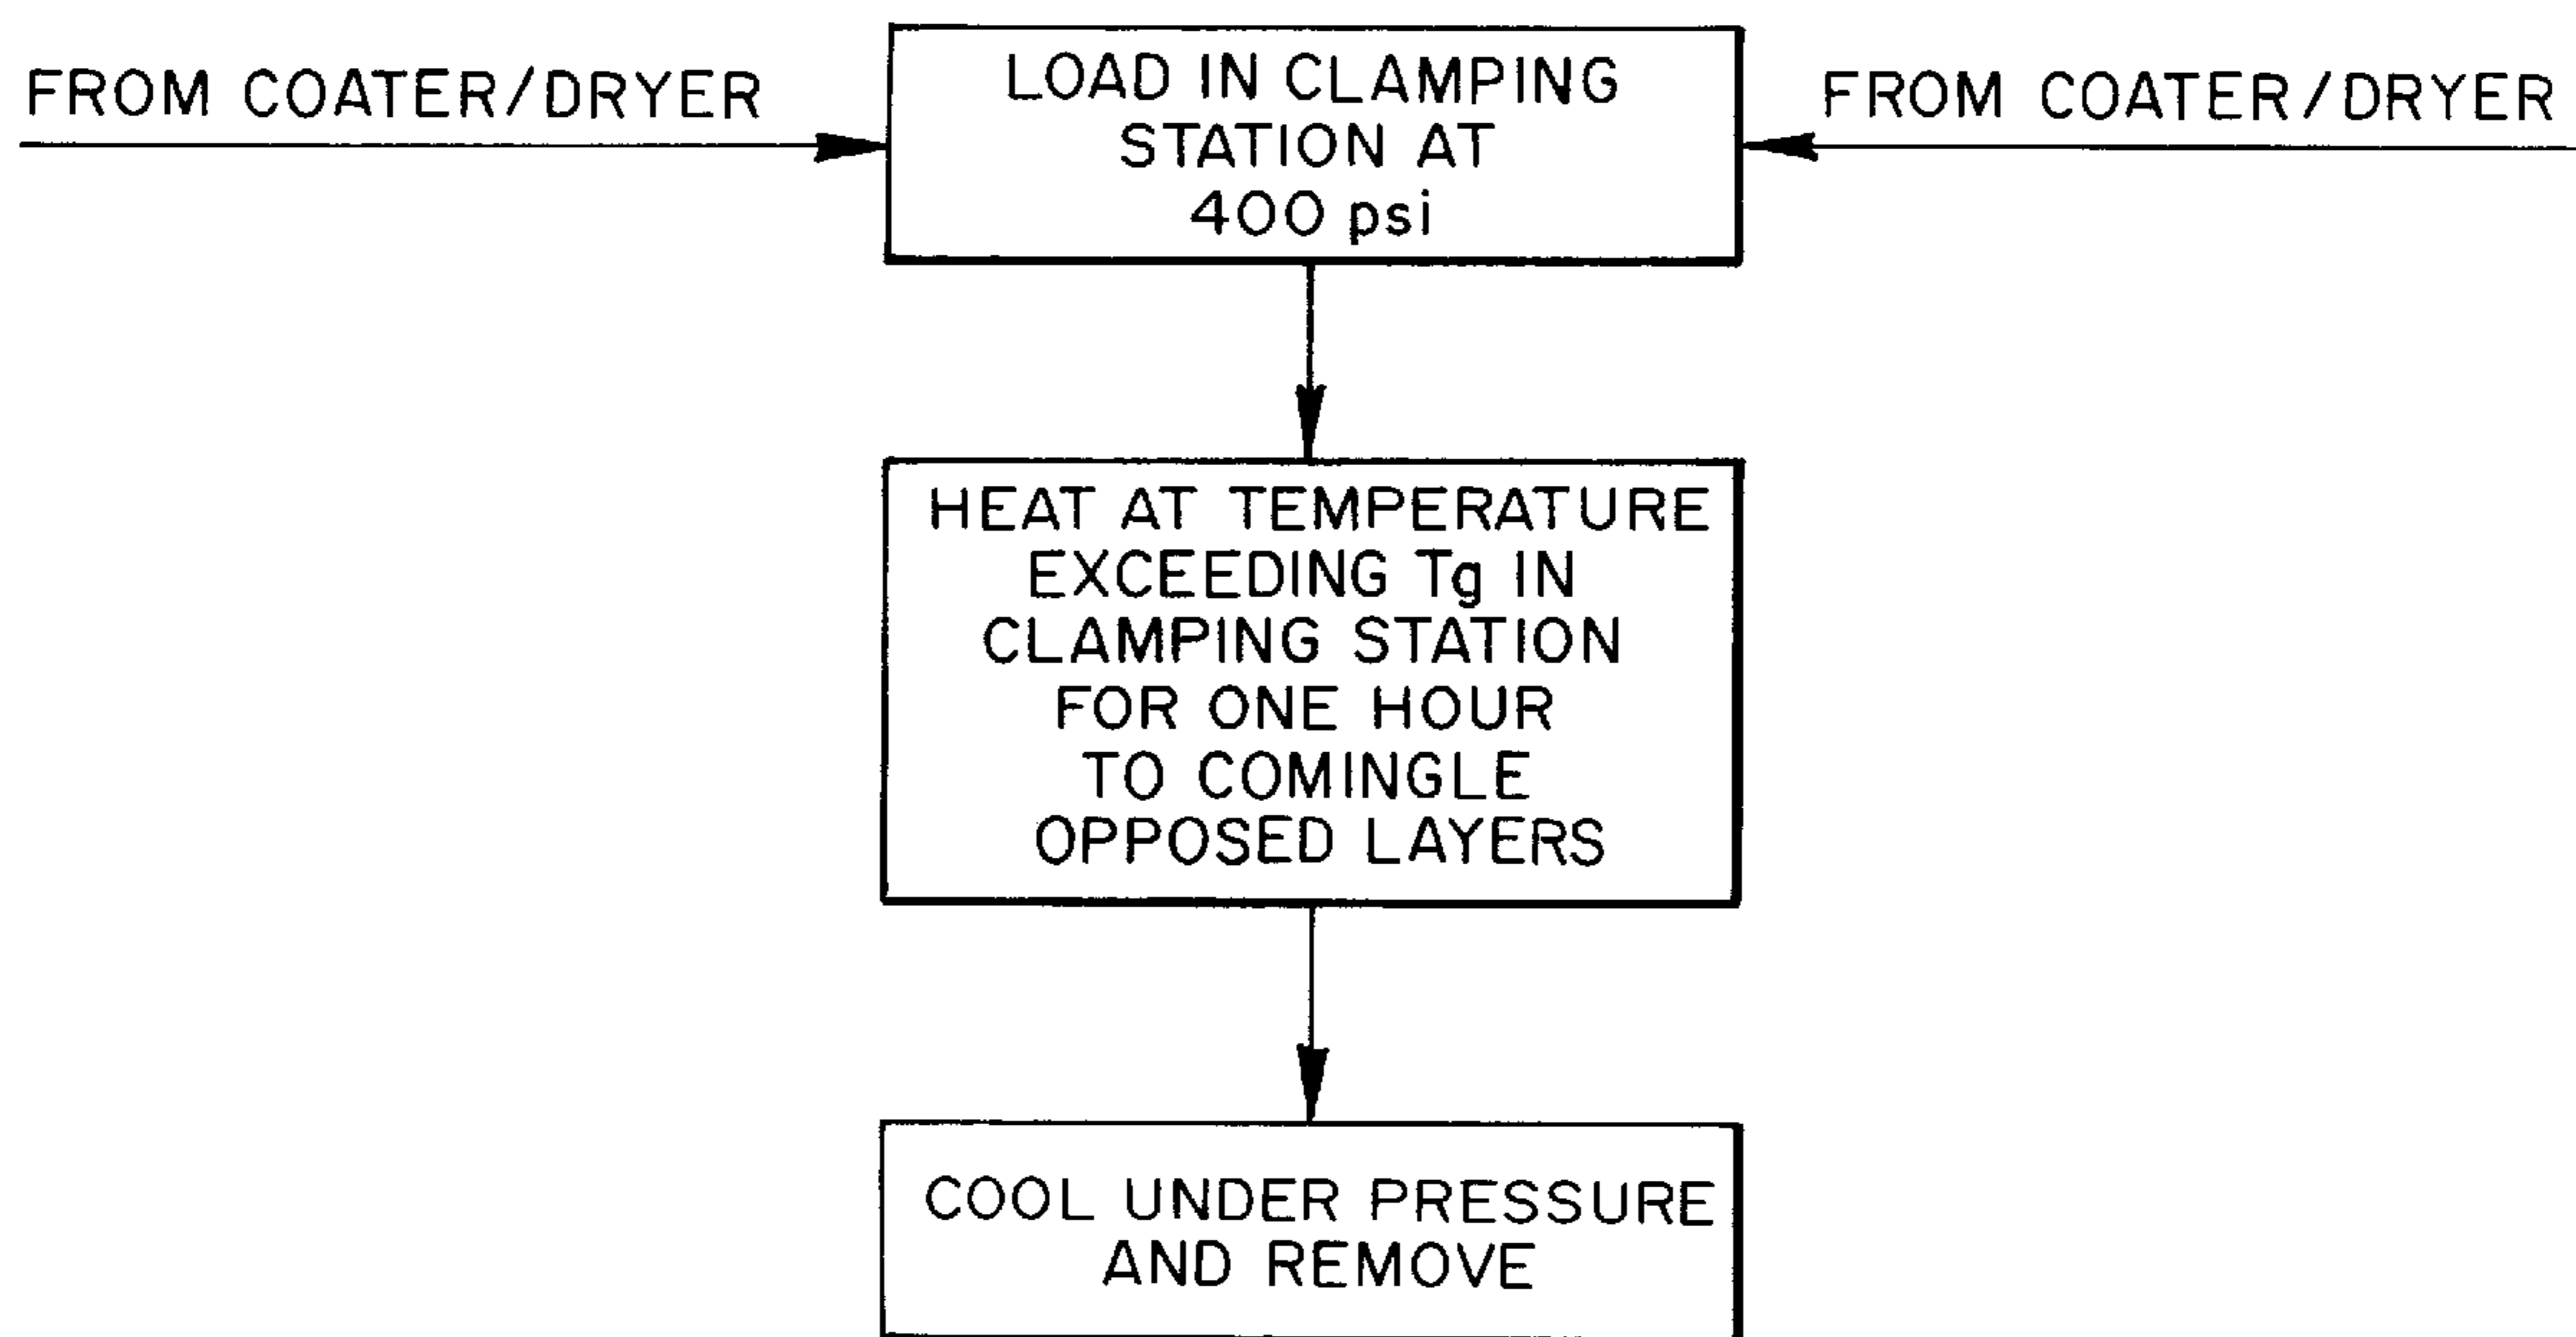 FROM COATER/DRYER
LOAD IN CLAMPING
STATION AT
400 psi
FROM COATER/DRYER
HEAT AT TEMPERATURE
EXCEEDING Tg IN
CLAMPING STATION
FOR ONE HOUR
TO COMINGLE
OPPOSED LAYERS
COOL UNDER PRESSURE
AND REMOVE